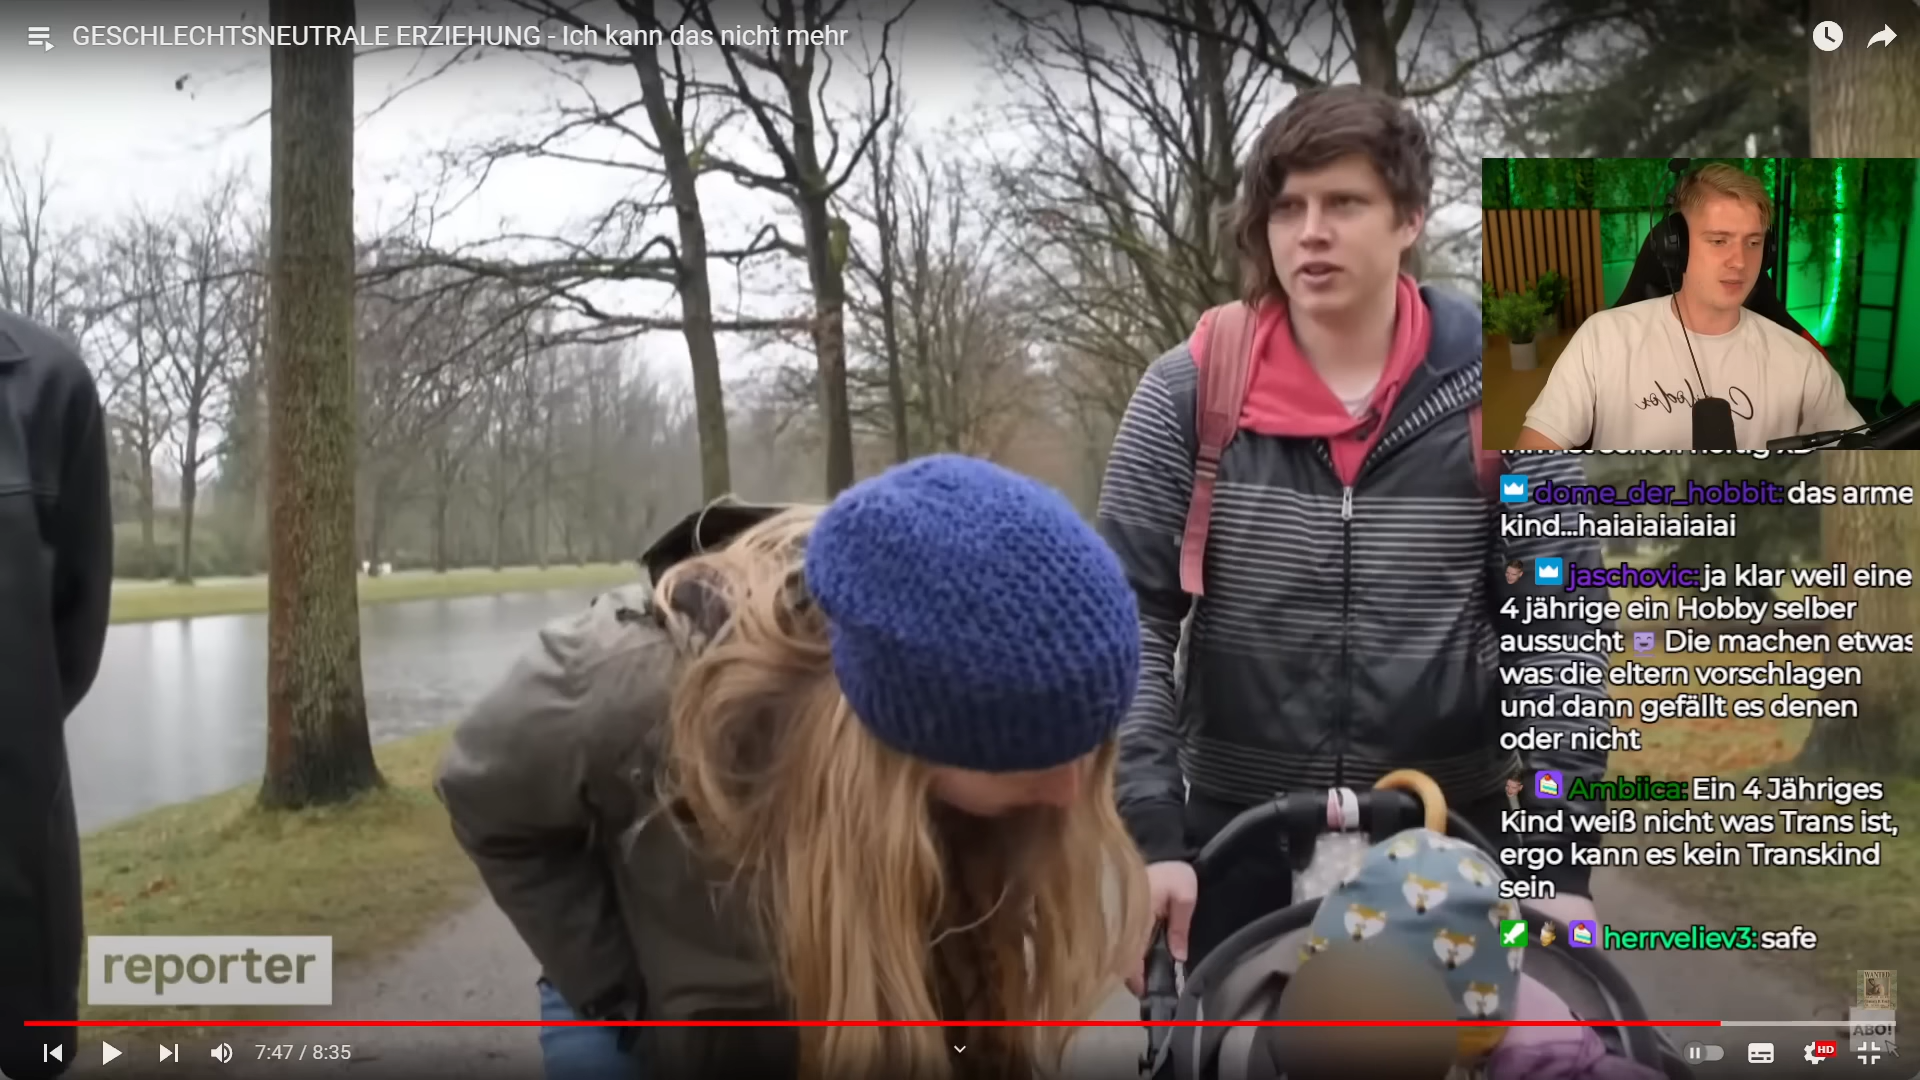 GESCHLECHTSNEUTRALE ERZIEHUNG - Ich kann das nicht mehr
dome_der_hobbit: das arme
kind...haiaiaiaiaiai
jaschovic: ja klar weil eine
4 jährige ein Hobby selber
aussucht Die machen etwas
was die eltern vorschlagen
und dann gefällt es denen
oder nicht
Ambiica: Ein 4 Jähriges
Kind weiß nicht was Trans ist,
ergo kann es kein Transkind
sein
herrveliev3: safe
reporter
WANTED
ABO!
7:47 / 8:35
HD